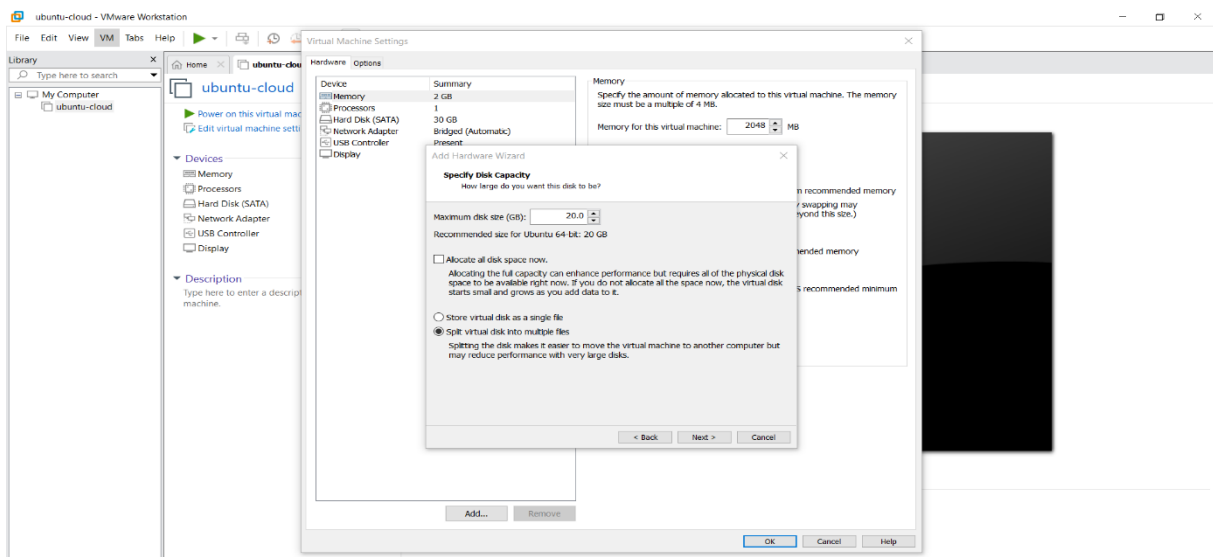 ubuntu-cloud - VMware Workstation
File Edit View VM Tabs Help
Library
Type here to search
My Computer
ubuntu-cloud
Home
ubuntu-clou
ubuntu-cloud
Power on this virtual mac
Edit virtual machine setti
Devices
Memory
Processors
Hard Disk (SATA)
Network Adapter
USB Controller
Display
Description
Type here to enter a descript
machine.
Virtual Machine Settings
Hardware Options
Device Summary
Memory 2 GB
Processors 1
Hard Disk (SATA) 30 GB
Network Adapter Bridged (Automatic)
USB Controller Present
Display
Memory
Specify the amount of memory allocated to this virtual machine. The memory
size must be a multiple of 4 MB.
Memory for this virtual machine: 2048 MB
recommended memory
swapping may
eyond this size.)
ended memory
S recommended minimum
Add Hardware Wizard
Specify Disk Capacity
How large do you want this disk to be?
Maximum disk size (GB): 20.0
Recommended size for Ubuntu 64-bit: 20 GB
Allocate all disk space now.
Allocating the full capacity can enhance performance but requires all of the physical disk
space to be available right now. If you do not allocate all the space now, the virtual disk
starts small and grows as you add data to it.
Store virtual disk as a single file
Split virtual disk into multiple files
Splitting the disk makes it easier to move the virtual machine to another computer but
may reduce performance with very large disks.
< Back Next > Cancel
Add... Remove
OK Cancel Help